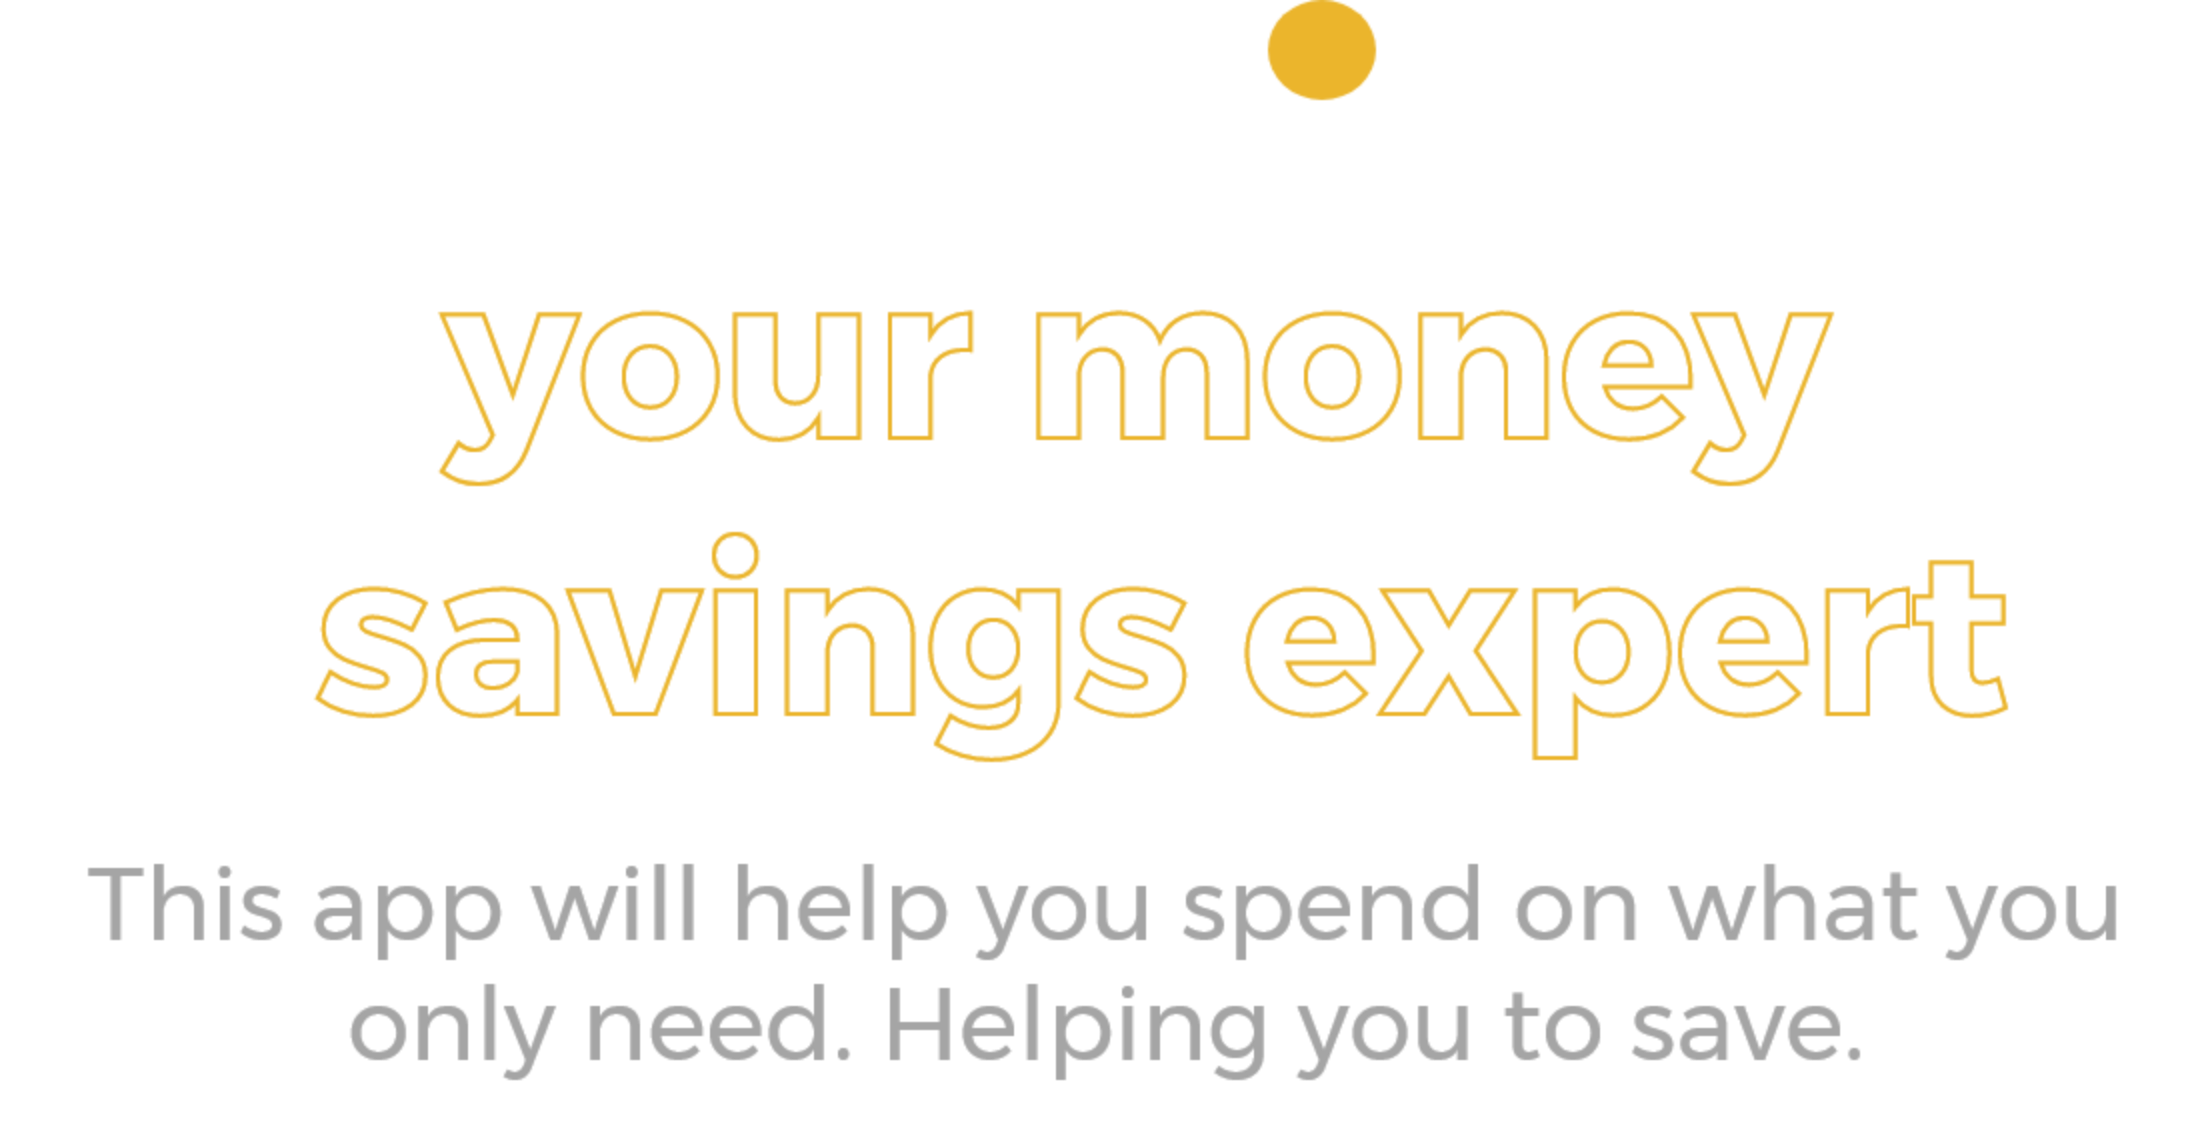 your money
savings expert
This app will help you spend on what you
only need. Helping you to save.